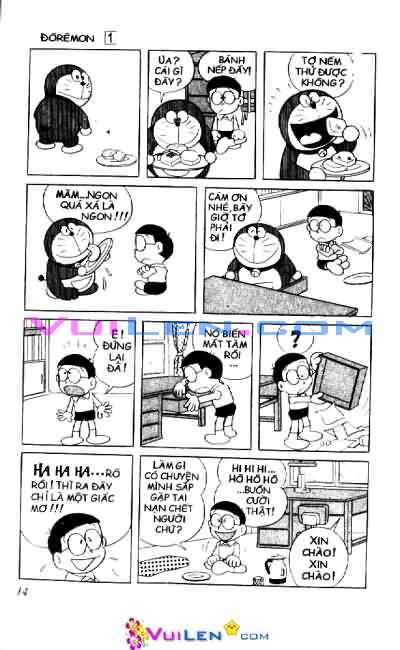 ĐÔRÊMON 1
ỦA?
CÁI GÌ
ĐÂY?
BÁNH
NẾP ĐẤY!
TỚ NẾM
THỬ ĐƯỢC
KHÔNG?
MĂM...NGON
QUÁ XÁ LÀ
NGON!!!
CÁM ƠN
NHÉ, BÂY
GIỜ TỚ
PHẢI
ĐI!
VUILEN.COM
Ê!
ĐỨNG
LẠI
ĐÃ!
NÓ BIẾN
MẤT TĂM
RỒI...
?
HA HA HA...RÕ
RỒI! THÌ RA ĐÂY
CHỈ LÀ MỘT GIẤC
MƠ!!!
LÀM GÌ
CÓ CHUYỆN
MÌNH SẮP
GẶP TAI
NẠN CHẾT
NGƯỜI
CHỨ?
HI HI HI...
HÔ HÔ HÔ
...BUỒN
CƯỜI
THẬT!
XIN
CHÀO!
XIN
CHÀO!
14
VUILEN.COM